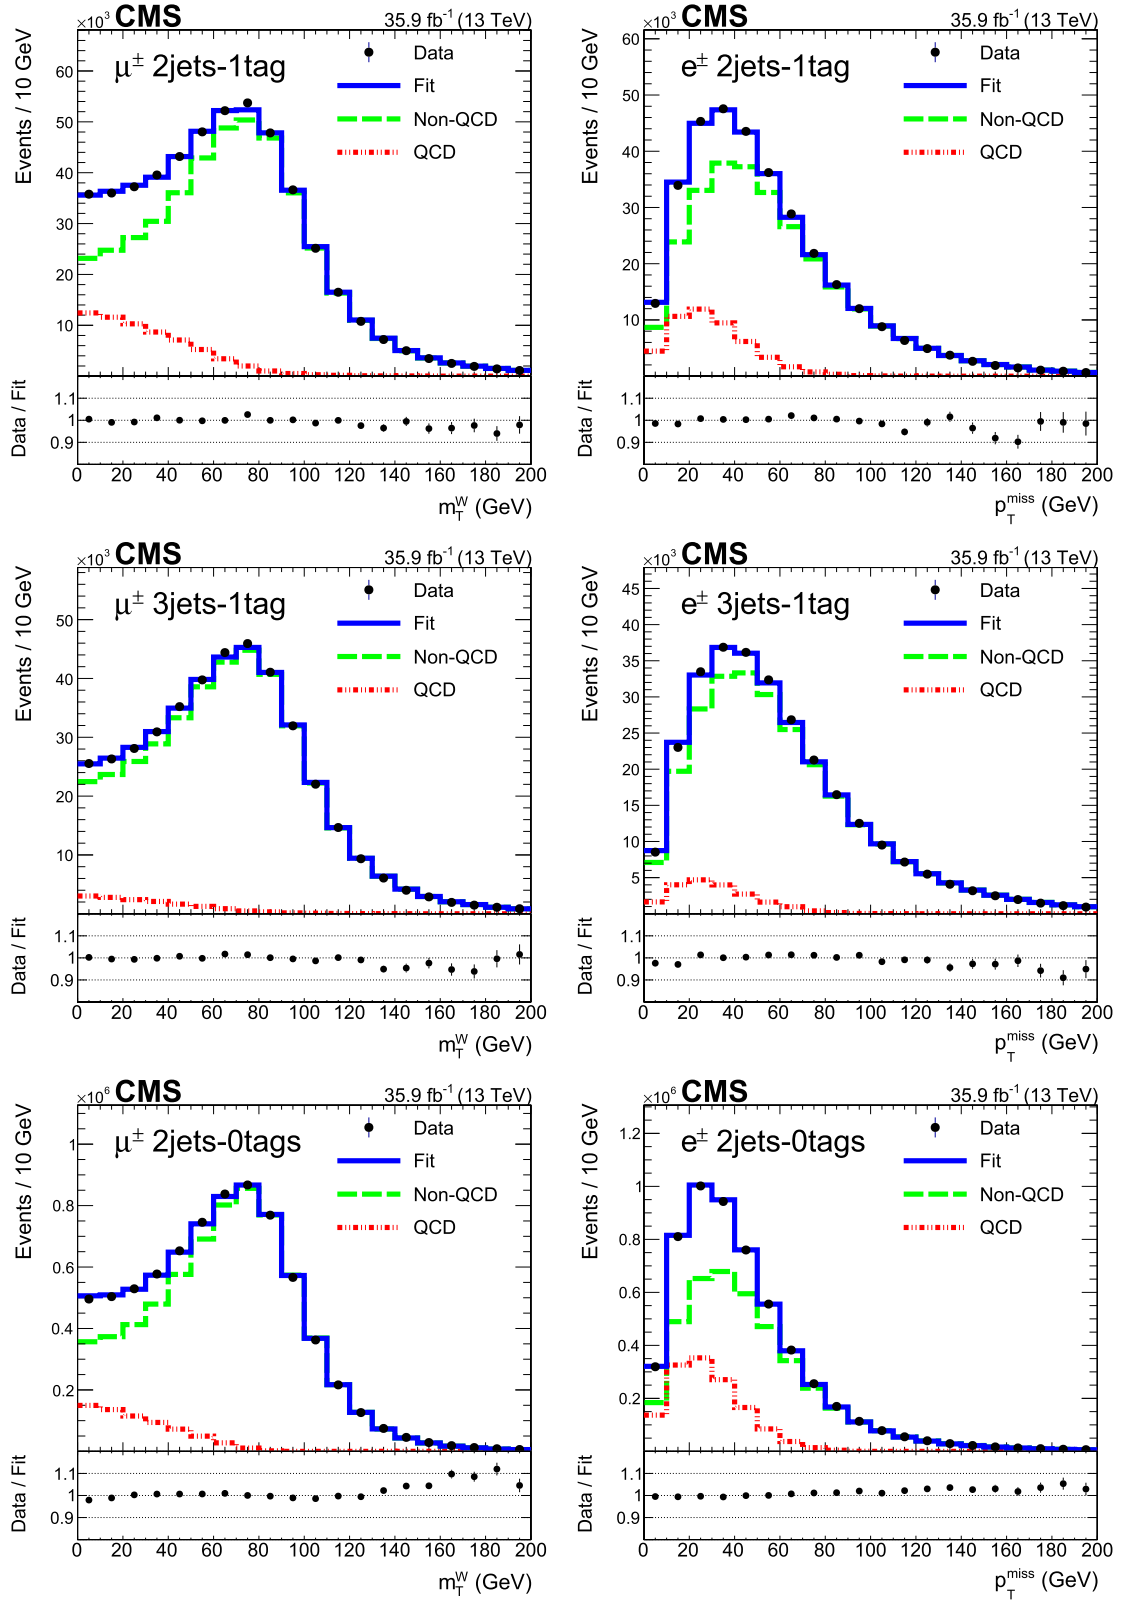 ×10³ CMS 35.9 fb⁻¹ (13 TeV)
μ± 2jets-1tag
Data
Fit
Non-QCD
QCD
Events / 10 GeV
60
50
40
30
20
10
Data / Fit
1.1
1
0.9
0 20 40 60 80 100 120 140 160 180 200
m_T^W (GeV)
×10³ CMS 35.9 fb⁻¹ (13 TeV)
e± 2jets-1tag
Data
Fit
Non-QCD
QCD
Events / 10 GeV
60
50
40
30
20
10
Data / Fit
1.1
1
0.9
0 20 40 60 80 100 120 140 160 180 200
p_T^miss (GeV)
×10³ CMS 35.9 fb⁻¹ (13 TeV)
μ± 3jets-1tag
Data
Fit
Non-QCD
QCD
Events / 10 GeV
50
40
30
20
10
Data / Fit
1.1
1
0.9
0 20 40 60 80 100 120 140 160 180 200
m_T^W (GeV)
×10³ CMS 35.9 fb⁻¹ (13 TeV)
e± 3jets-1tag
Data
Fit
Non-QCD
QCD
Events / 10 GeV
45
40
35
30
25
20
15
10
5
Data / Fit
1.1
1
0.9
0 20 40 60 80 100 120 140 160 180 200
p_T^miss (GeV)
×10⁶ CMS 35.9 fb⁻¹ (13 TeV)
μ± 2jets-0tags
Data
Fit
Non-QCD
QCD
Events / 10 GeV
1
0.8
0.6
0.4
0.2
Data / Fit
1.1
1
0.9
0 20 40 60 80 100 120 140 160 180 200
m_T^W (GeV)
×10⁶ CMS 35.9 fb⁻¹ (13 TeV)
e± 2jets-0tags
Data
Fit
Non-QCD
QCD
Events / 10 GeV
1.2
1
0.8
0.6
0.4
0.2
Data / Fit
1.1
1
0.9
0 20 40 60 80 100 120 140 160 180 200
p_T^miss (GeV)